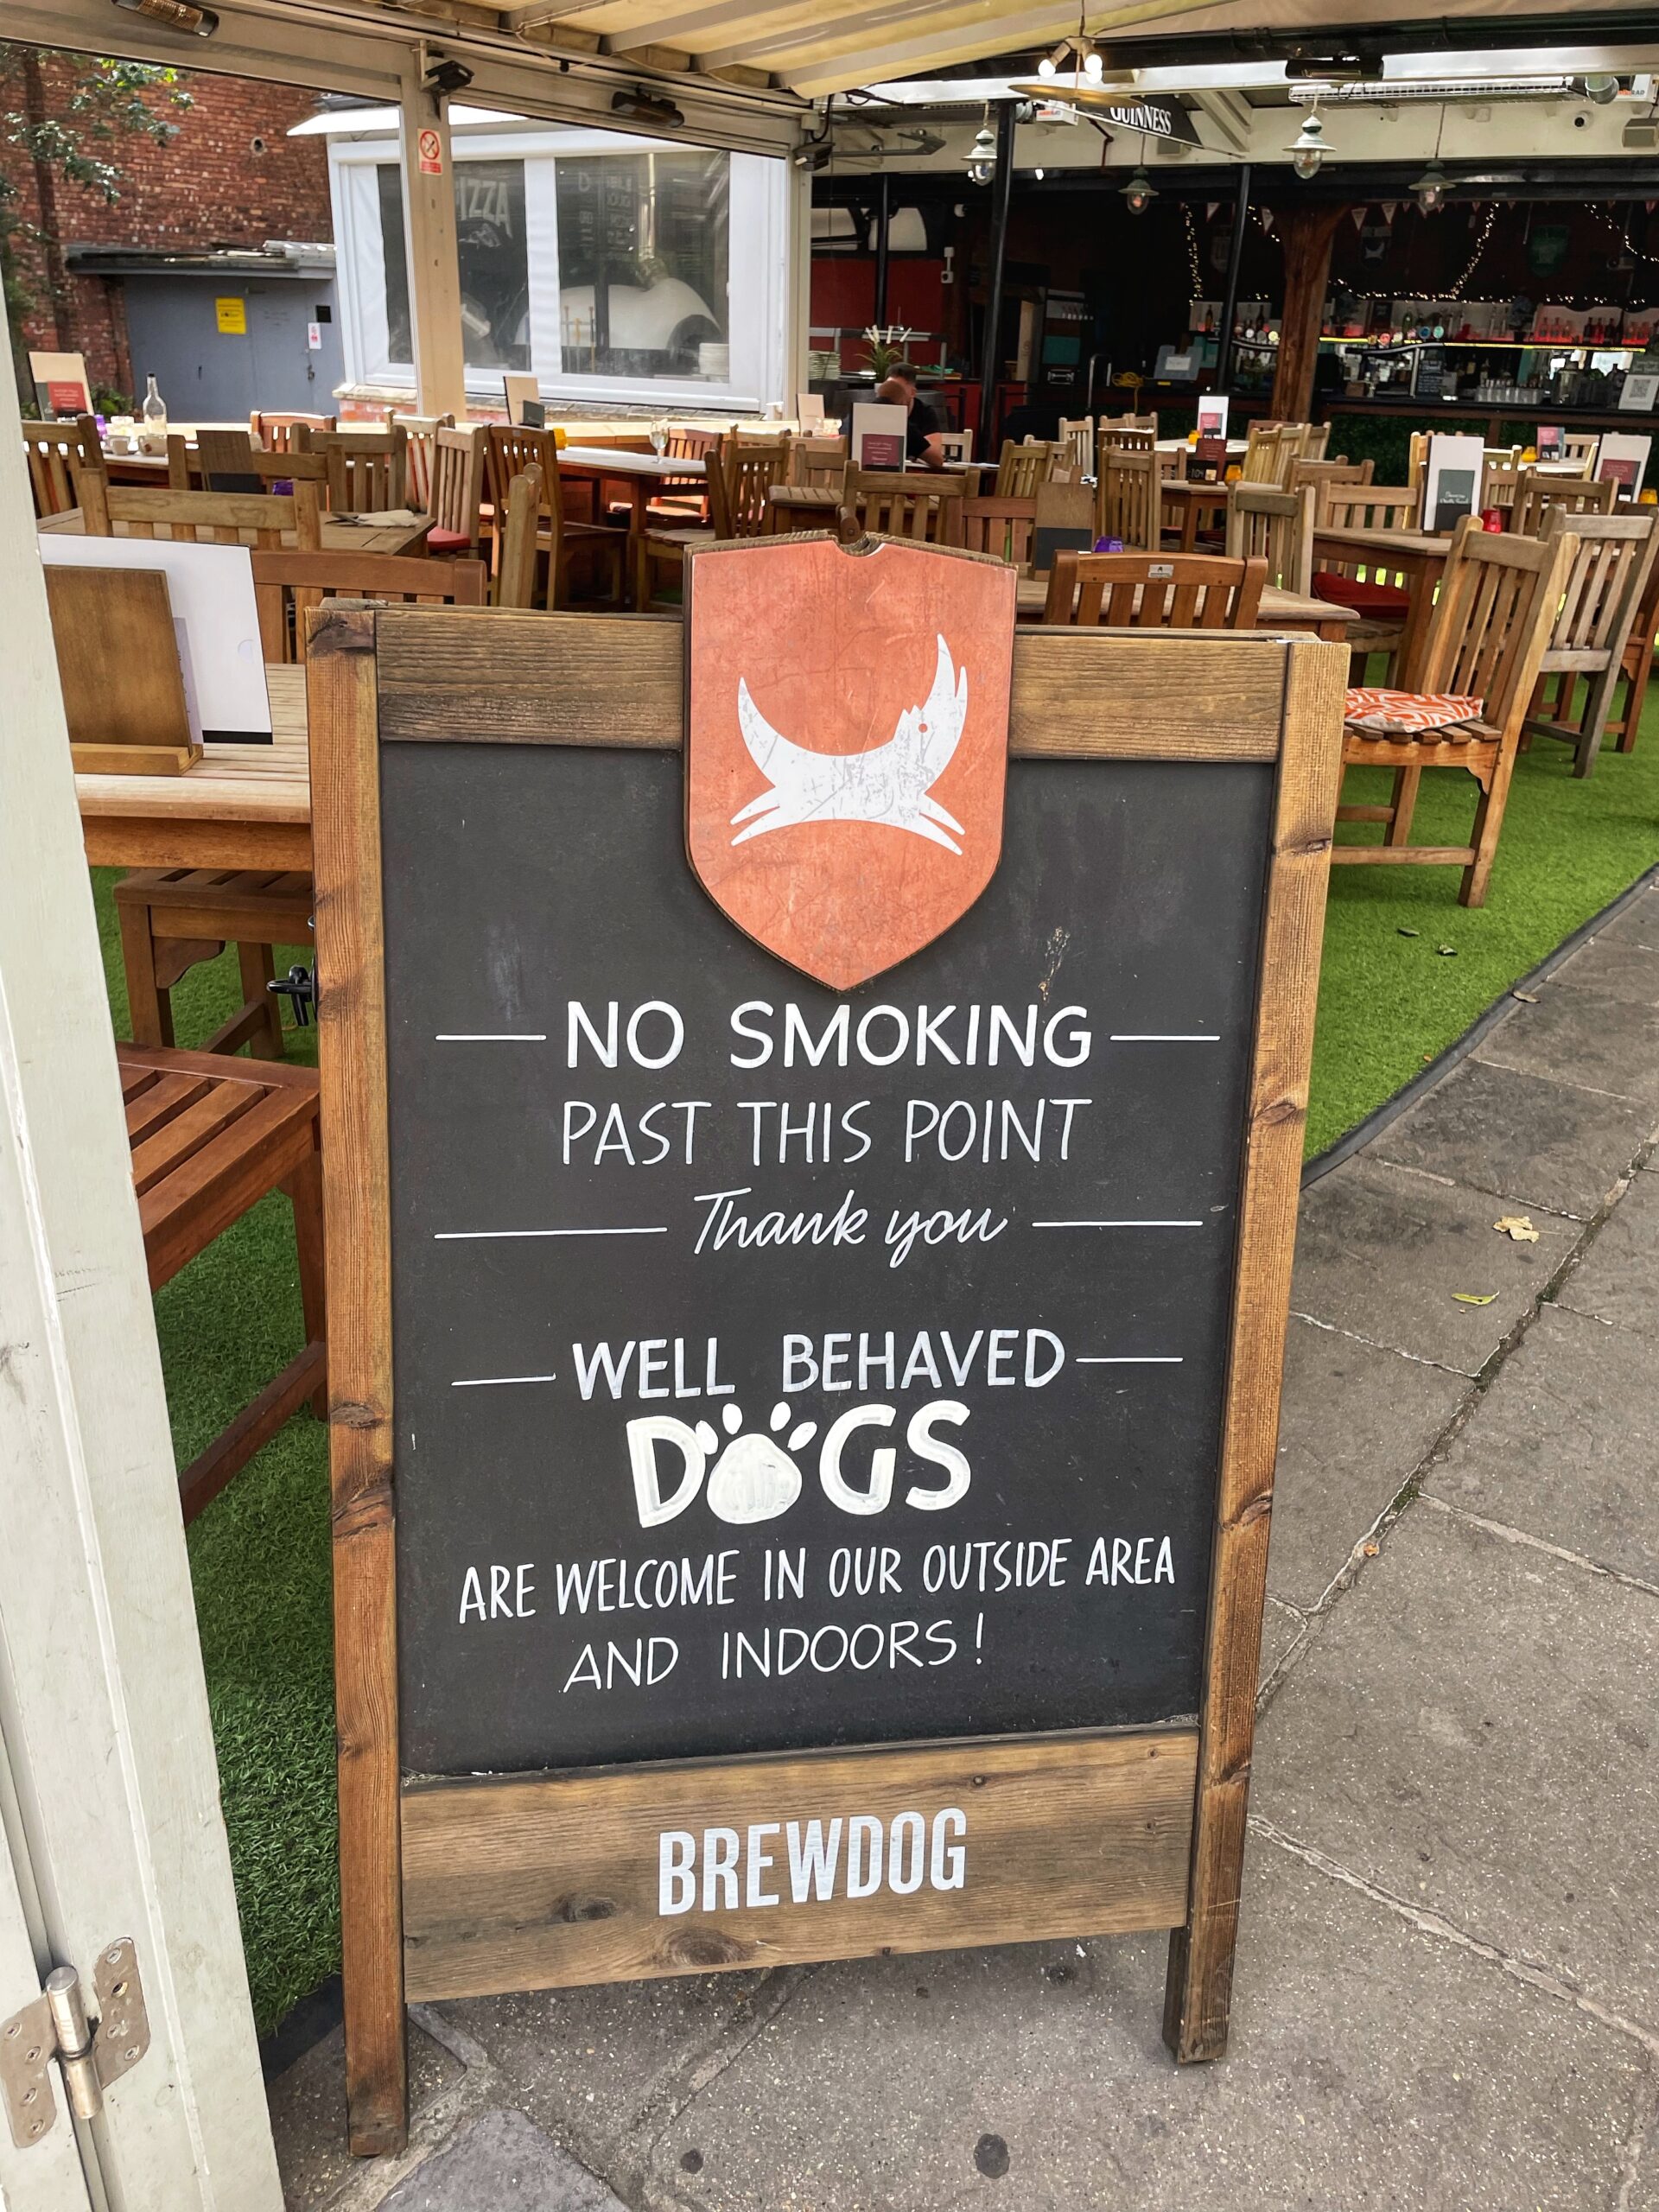 GUINNESS
NO SMOKING
PAST THIS POINT
Thank you
WELL BEHAVED
DOGS
ARE WELCOME IN OUR OUTSIDE AREA
AND INDOORS!
BREWDOG